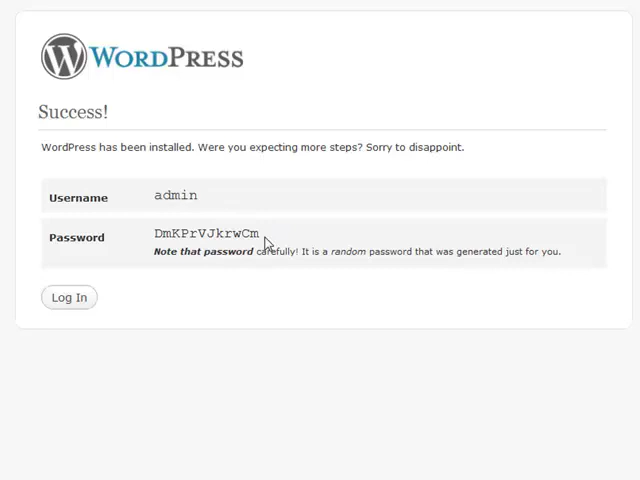 WORDPRESS
Success!
WordPress has been installed. Were you expecting more steps? Sorry to disappoint.
Username admin
Password DmKPrVJkrwCm
Note that password carefully! It is a random password that was generated just for you.
Log In